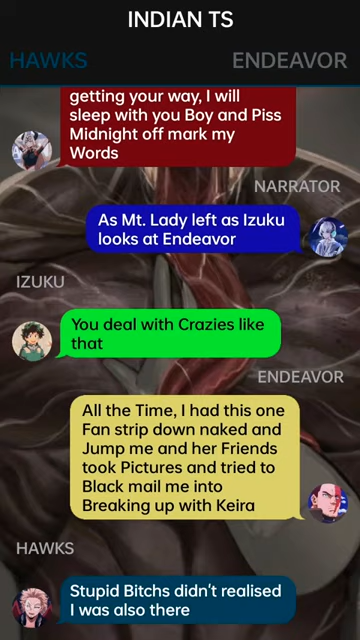 INDIAN TS
HAWKS
ENDEAVOR
getting your way, I will
sleep with you Boy and Piss
Midnight off mark my
Words
NARRATOR
As Mt. Lady left as Izuku
looks at Endeavor
IZUKU
You deal with Crazies like
that
ENDEAVOR
All the Time, I had this one
Fan strip down naked and
Jump me and her Friends
took Pictures and tried to
Black mail me into
Breaking up with Keira
HAWKS
Stupid Bitchs didn't realised
I was also there